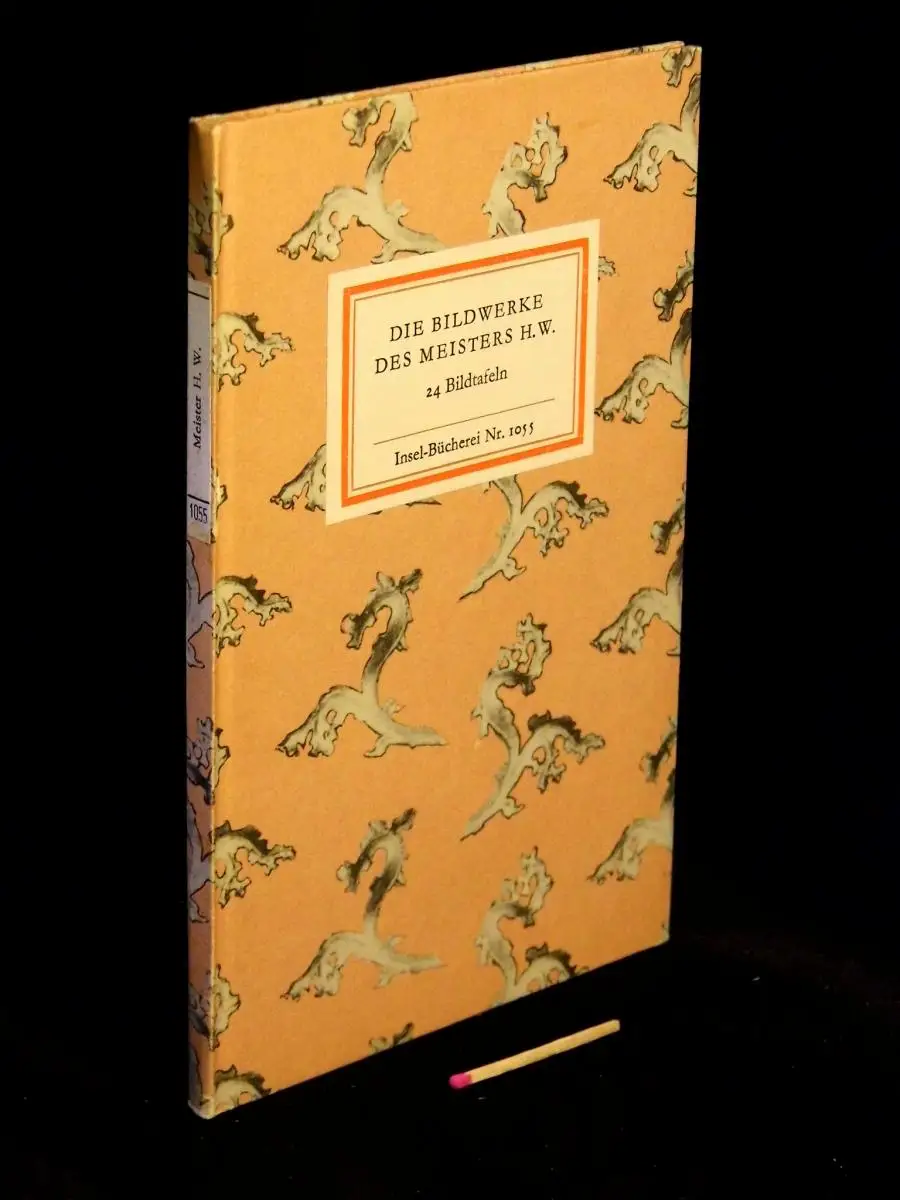 DIE BILDWERKE
DES MEISTERS H.W.
24 Bildtafeln
Insel-Bücherei Nr. 1055
Meister H. W.
1055